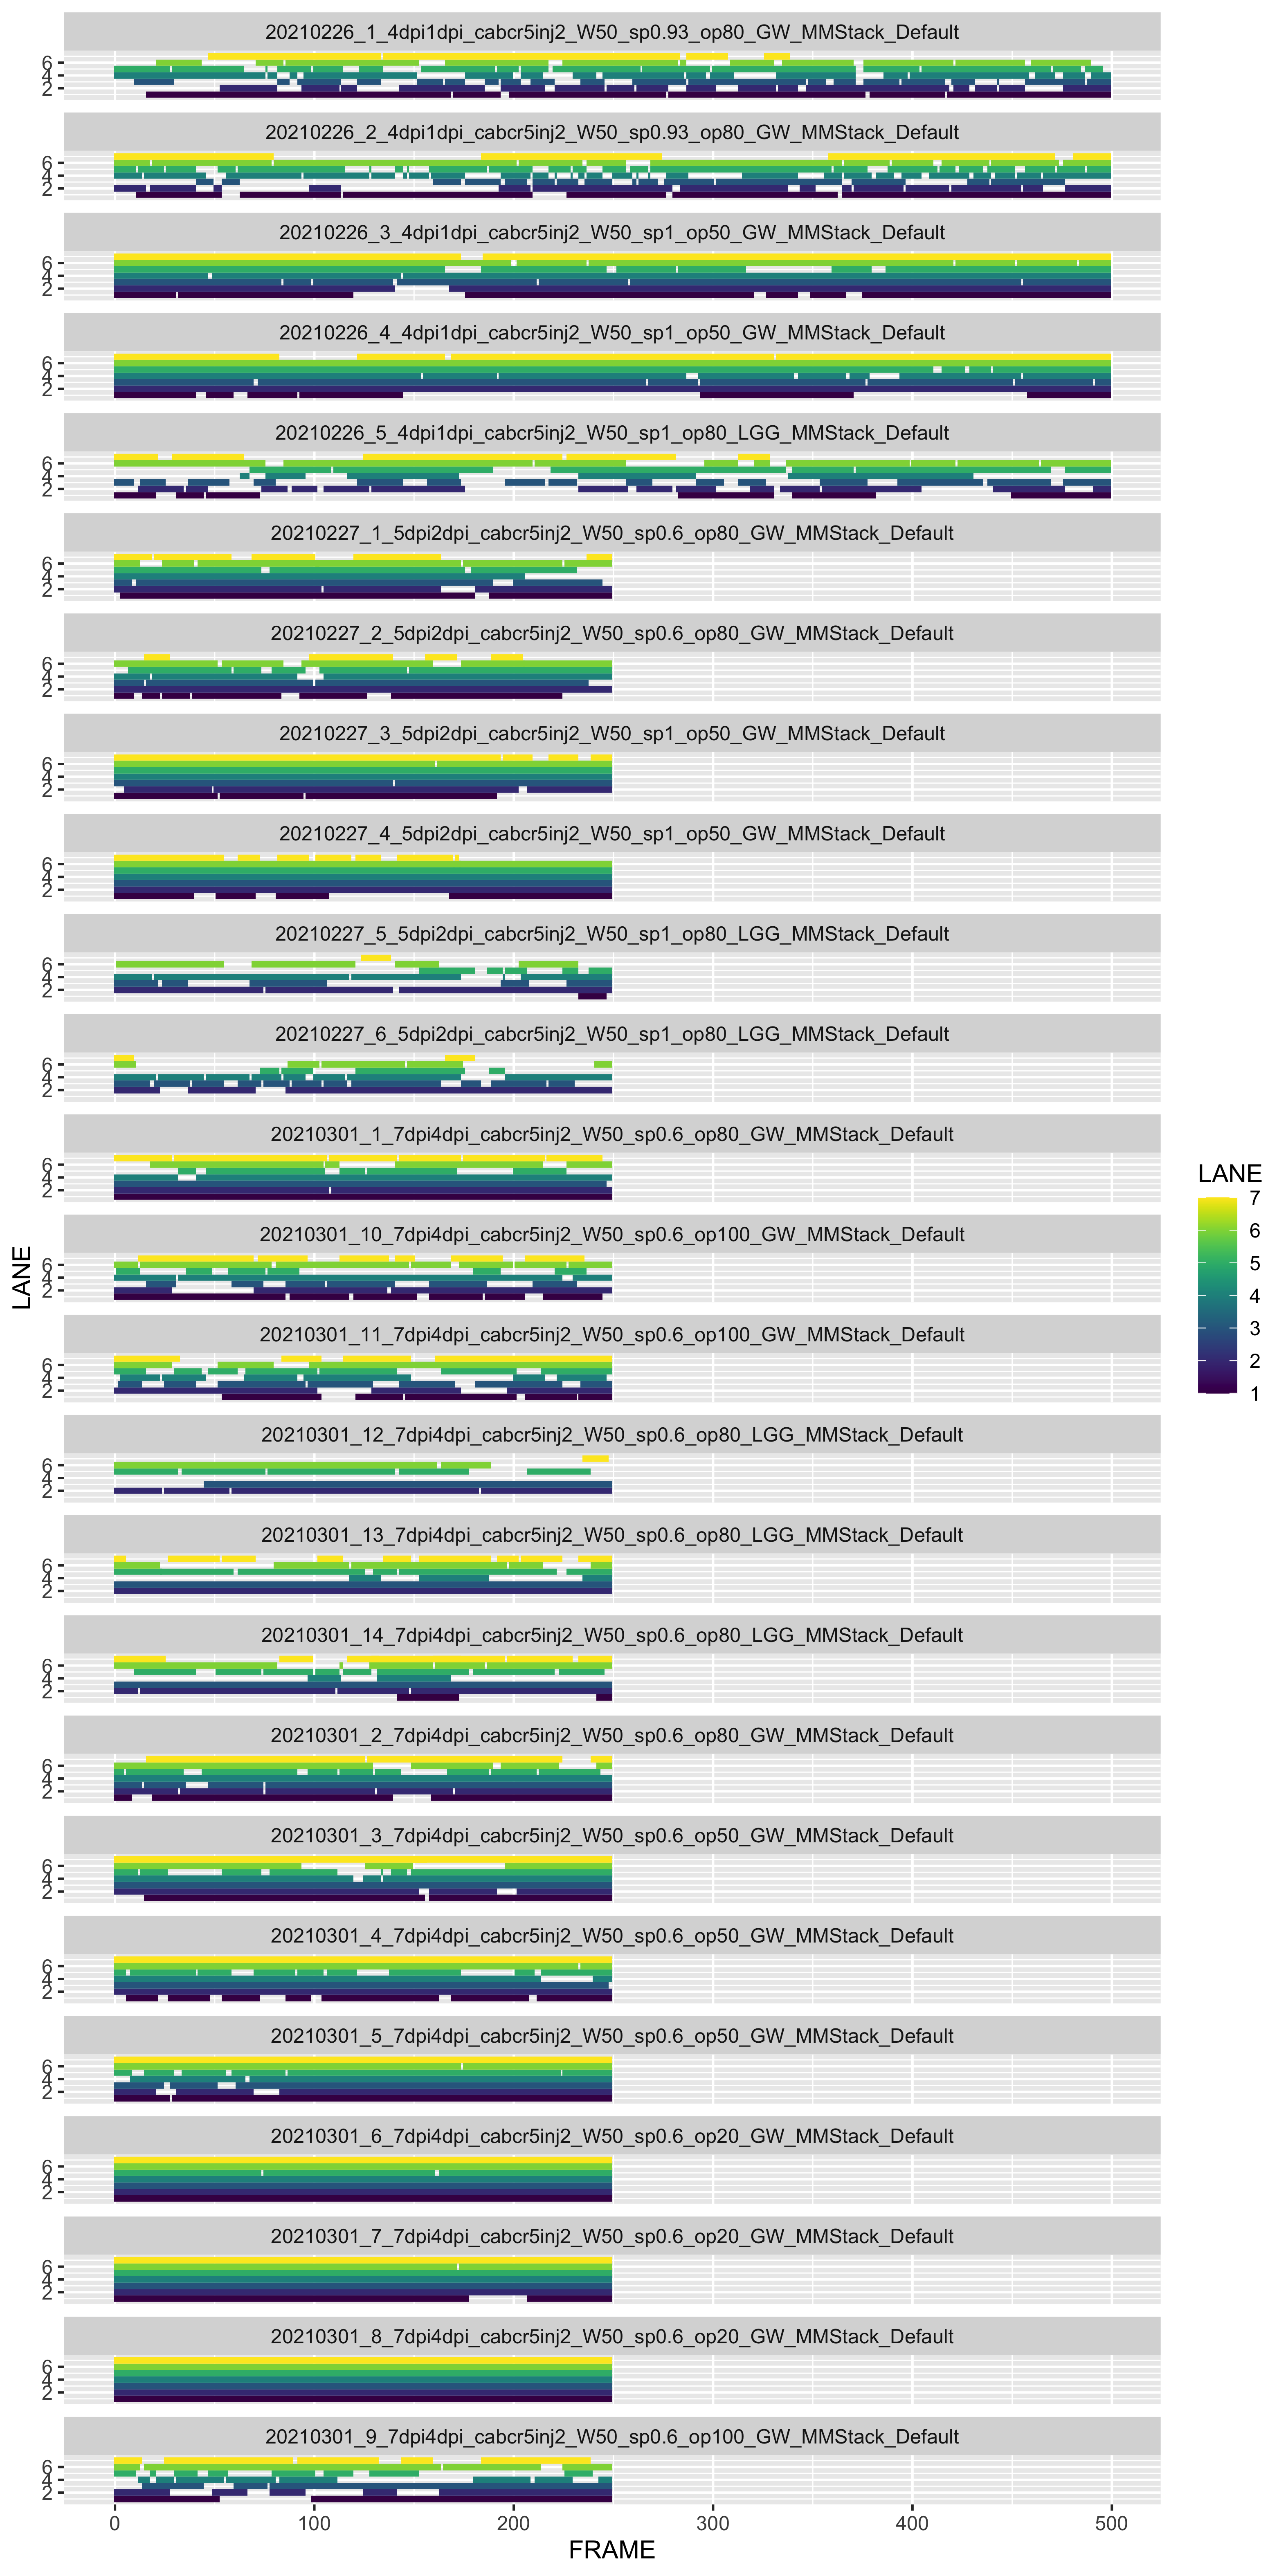 20210226_1_4dpi1dpi_cabcr5inj2_W50_sp0.93_op80_GW_MMStack_Default
6
4
2
20210226_2_4dpi1dpi_cabcr5inj2_W50_sp0.93_op80_GW_MMStack_Default
6
4
2
20210226_3_4dpi1dpi_cabcr5inj2_W50_sp1_op50_GW_MMStack_Default
6
4
2
20210226_4_4dpi1dpi_cabcr5inj2_W50_sp1_op50_GW_MMStack_Default
6
4
2
20210226_5_4dpi1dpi_cabcr5inj2_W50_sp1_op80_LGG_MMStack_Default
6
4
2
20210227_1_5dpi2dpi_cabcr5inj2_W50_sp0.6_op80_GW_MMStack_Default
6
4
2
20210227_2_5dpi2dpi_cabcr5inj2_W50_sp0.6_op80_GW_MMStack_Default
6
4
2
20210227_3_5dpi2dpi_cabcr5inj2_W50_sp1_op50_GW_MMStack_Default
6
4
2
20210227_4_5dpi2dpi_cabcr5inj2_W50_sp1_op50_GW_MMStack_Default
6
4
2
20210227_5_5dpi2dpi_cabcr5inj2_W50_sp1_op80_LGG_MMStack_Default
6
4
2
20210227_6_5dpi2dpi_cabcr5inj2_W50_sp1_op80_LGG_MMStack_Default
6
4
2
20210301_1_7dpi4dpi_cabcr5inj2_W50_sp0.6_op80_GW_MMStack_Default
6
4
2
20210301_10_7dpi4dpi_cabcr5inj2_W50_sp0.6_op100_GW_MMStack_Default
6
4
2
20210301_11_7dpi4dpi_cabcr5inj2_W50_sp0.6_op100_GW_MMStack_Default
6
4
2
20210301_12_7dpi4dpi_cabcr5inj2_W50_sp0.6_op80_LGG_MMStack_Default
6
4
2
20210301_13_7dpi4dpi_cabcr5inj2_W50_sp0.6_op80_LGG_MMStack_Default
6
4
2
20210301_14_7dpi4dpi_cabcr5inj2_W50_sp0.6_op80_LGG_MMStack_Default
6
4
2
20210301_2_7dpi4dpi_cabcr5inj2_W50_sp0.6_op80_GW_MMStack_Default
6
4
2
20210301_3_7dpi4dpi_cabcr5inj2_W50_sp0.6_op50_GW_MMStack_Default
6
4
2
20210301_4_7dpi4dpi_cabcr5inj2_W50_sp0.6_op50_GW_MMStack_Default
6
4
2
20210301_5_7dpi4dpi_cabcr5inj2_W50_sp0.6_op50_GW_MMStack_Default
6
4
2
20210301_6_7dpi4dpi_cabcr5inj2_W50_sp0.6_op20_GW_MMStack_Default
6
4
2
20210301_7_7dpi4dpi_cabcr5inj2_W50_sp0.6_op20_GW_MMStack_Default
6
4
2
20210301_8_7dpi4dpi_cabcr5inj2_W50_sp0.6_op20_GW_MMStack_Default
6
4
2
20210301_9_7dpi4dpi_cabcr5inj2_W50_sp0.6_op100_GW_MMStack_Default
6
4
2
0 100 200 300 400 500
FRAME
LANE
LANE
7
6
5
4
3
2
1